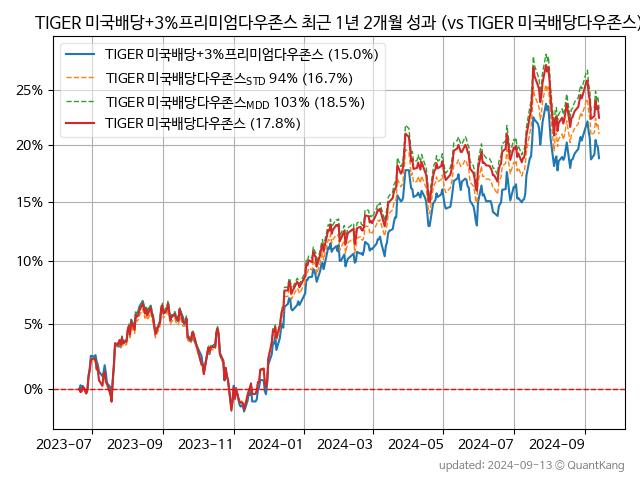 TIGER 미국배당+3%프리미엄다우존스 최근 1년 2개월 성과 (vs TIGER 미국배당다우존스)
TIGER 미국배당+3%프리미엄다우존스 (15.0%)
TIGER 미국배당다우존스STD 94% (16.7%)
TIGER 미국배당다우존스MDD 103% (18.5%)
TIGER 미국배당다우존스 (17.8%)
25%
20%
15%
10%
5%
0%
2023-07 2023-09 2023-11 2024-01 2024-03 2024-05 2024-07 2024-09
updated: 2024-09-13 ⓒ QuantKang